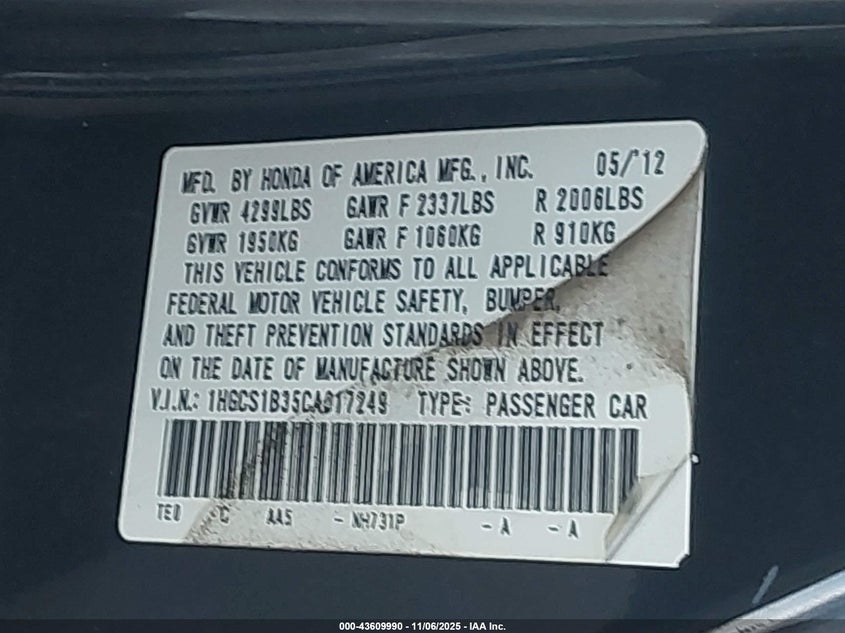 MFD. BY HONDA OF AMERICA MFG., INC. 05/12
GVWR 4299LBS GAWR F 2337LBS R 2006LBS
GVWR 1950KG GAWR F 1060KG R 910KG
THIS VEHICLE CONFORMS TO ALL APPLICABLE
FEDERAL MOTOR VEHICLE SAFETY, BUMPER,
AND THEFT PREVENTION STANDARDS IN EFFECT
ON THE DATE OF MANUFACTURE SHOWN ABOVE.
V.I.N.: 1HGCS1B35CA017249 TYPE: PASSENGER CAR
TE0 C AA5 - NH731P - A - A
000-43609990 - 11/06/2025 - IAA Inc.